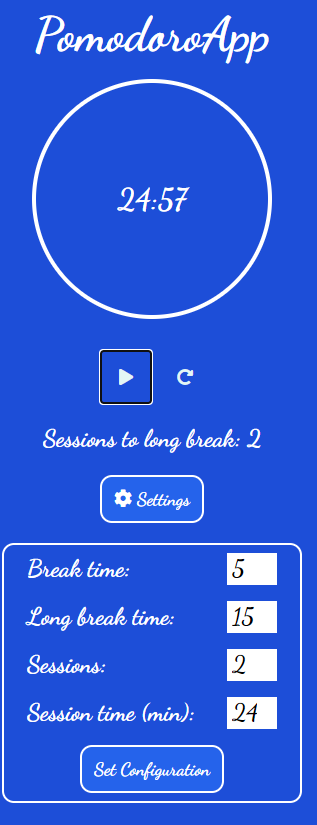 PomodoroApp
24:57
Sessions to long break: 2
Settings
Break time: 5
Long break time: 15
Sessions: 2
Session time (min): 24
Set Configuration